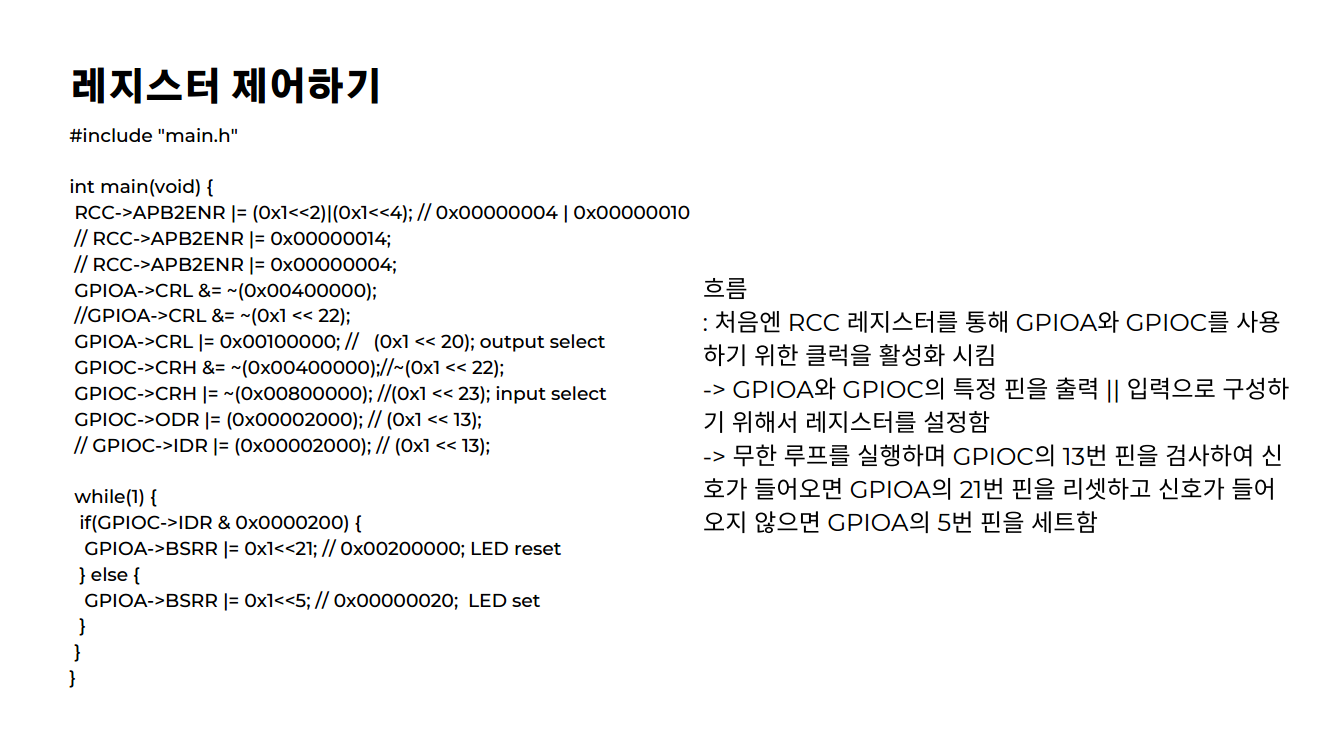 레지스터 제어하기
#include "main.h"
int main(void) {
RCC->APB2ENR |= (0x1<<2)|(0x1<<4); // 0x00000004 | 0x00000010
// RCC->APB2ENR |= 0x00000014;
// RCC->APB2ENR |= 0x00000004;
GPIOA->CRL &= ~(0x00400000);
//GPIOA->CRL &= ~(0x1 << 22);
GPIOA->CRL |= 0x00100000; // (0x1 << 20); output select
GPIOC->CRH &= ~(0x00400000);//~(0x1 << 22);
GPIOC->CRH |= ~(0x00800000); //(0x1 << 23); input select
GPIOC->ODR |= (0x00002000); // (0x1 << 13);
// GPIOC->IDR |= (0x00002000); // (0x1 << 13);
while(1) {
if(GPIOC->IDR & 0x0000200) {
GPIOA->BSRR |= 0x1<<21; // 0x00200000; LED reset
} else {
GPIOA->BSRR |= 0x1<<5; // 0x00000020; LED set
}
}
}
흐름
: 처음엔 RCC 레지스터를 통해 GPIOA와 GPIOC를 사용
하기 위한 클럭을 활성화 시킴
-> GPIOA와 GPIOC의 특정 핀을 출력 || 입력으로 구성하
기 위해서 레지스터를 설정함
-> 무한 루프를 실행하며 GPIOC의 13번 핀을 검사하여 신
호가 들어오면 GPIOA의 21번 핀을 리셋하고 신호가 들어
오지 않으면 GPIOA의 5번 핀을 세트함